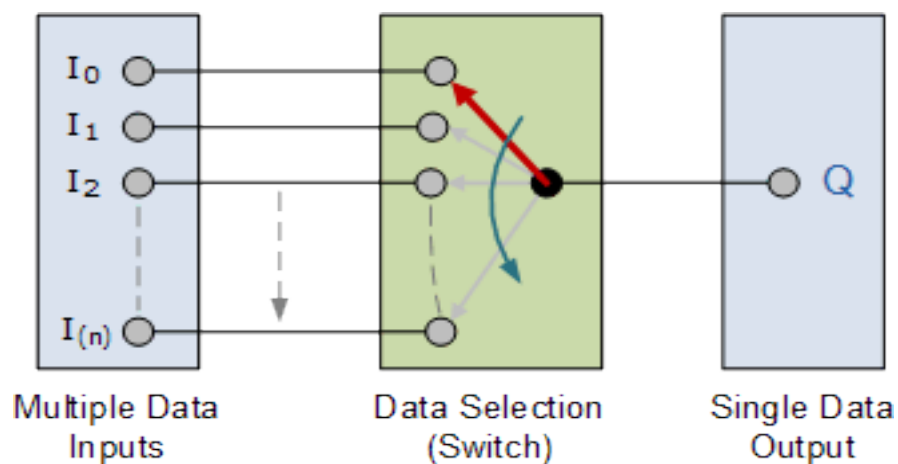 I0
I1
I2
Q
I(n)
Multiple Data
Inputs
Data Selection
(Switch)
Single Data
Output